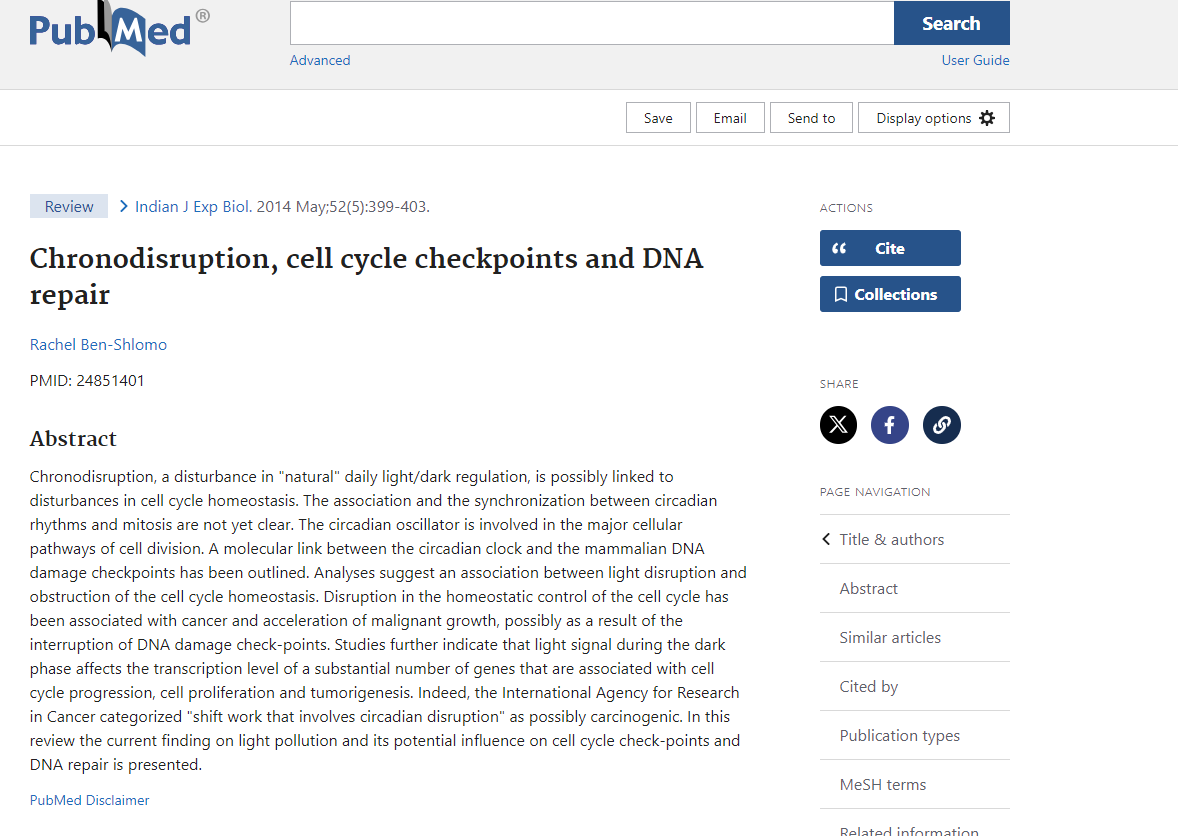 PubMed®
Search
Advanced
User Guide
Save
Email
Send to
Display options
Review
Indian J Exp Biol. 2014 May;52(5):399-403.
Chronodisruption, cell cycle checkpoints and DNA
repair
Rachel Ben-Shlomo
PMID: 24851401
Abstract
Chronodisruption, a disturbance in "natural" daily light/dark regulation, is possibly linked to
disturbances in cell cycle homeostasis. The association and the synchronization between circadian
rhythms and mitosis are not yet clear. The circadian oscillator is involved in the major cellular
pathways of cell division. A molecular link between the circadian clock and the mammalian DNA
damage checkpoints has been outlined. Analyses suggest an association between light disruption and
obstruction of the cell cycle homeostasis. Disruption in the homeostatic control of the cell cycle has
been associated with cancer and acceleration of malignant growth, possibly as a result of the
interruption of DNA damage check-points. Studies further indicate that light signal during the dark
phase affects the transcription level of a substantial number of genes that are associated with cell
cycle progression, cell proliferation and tumorigenesis. Indeed, the International Agency for Research
in Cancer categorized "shift work that involves circadian disruption" as possibly carcinogenic. In this
review the current finding on light pollution and its potential influence on cell cycle check-points and
DNA repair is presented.
PubMed Disclaimer
ACTIONS
Cite
Collections
SHARE
PAGE NAVIGATION
Title & authors
Abstract
Similar articles
Cited by
Publication types
MeSH terms
Related information